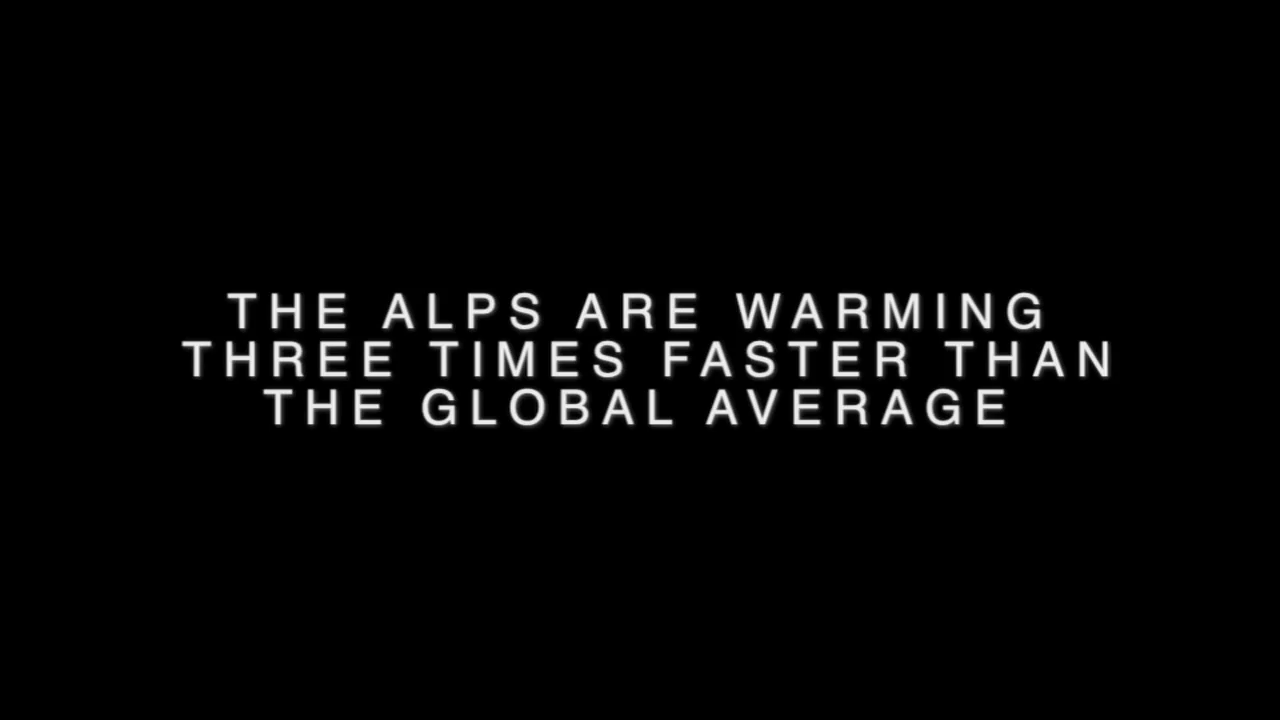 THE ALPS ARE WARMING
THREE TIMES FASTER THAN
THE GLOBAL AVERAGE